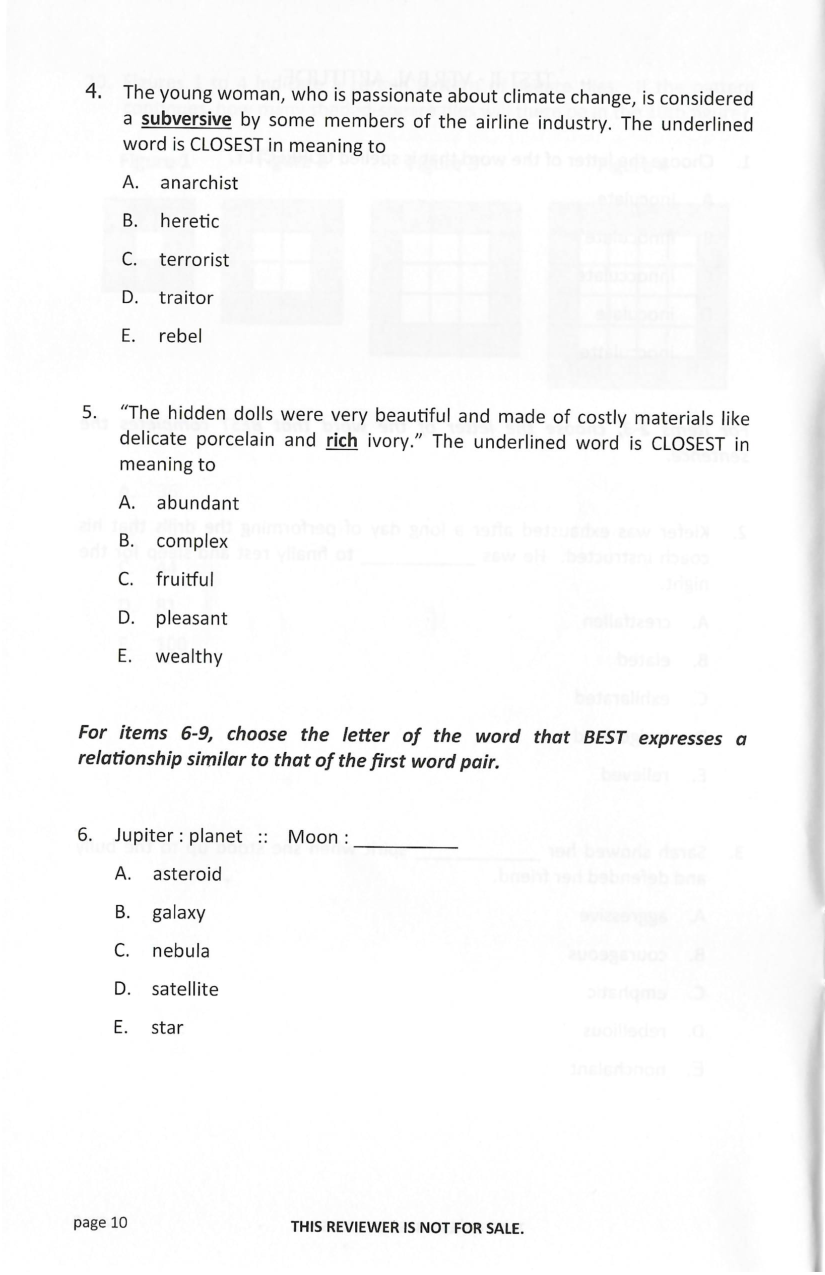 4. The young woman, who is passionate about climate change, is considered
a subversive by some members of the airline industry. The underlined
word is CLOSEST in meaning to
A. anarchist
B. heretic
C. terrorist
D. traitor
E. rebel
5. “The hidden dolls were very beautiful and made of costly materials like
delicate porcelain and rich ivory.” The underlined word is CLOSEST in
meaning to
A. abundant
B. complex
C. fruitful
D. pleasant
E. wealthy
For items 6-9, choose the letter of the word that BEST expresses a
relationship similar to that of the first word pair.
6. Jupiter : planet :: Moon : __________
A. asteroid
B. galaxy
C. nebula
D. satellite
E. star
page 10
THIS REVIEWER IS NOT FOR SALE.